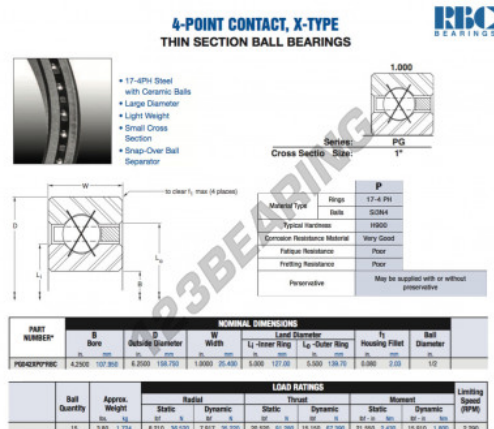 4-POINT CONTACT, X-TYPE
THIN SECTION BALL BEARINGS
RBC
BEARINGS
• 17-4PH Steel
with Ceramic Balls
• Large Diameter
• Light Weight
• Small Cross
Section
• Snap-Over Ball
Separator
1.000
Series: PG
Cross Sectio Size: 1"
W
to clear f₁ max (4 places)
D
B
P
Material Type Rings 17-4 PH
Balls Si3N4
Typical Hardness H900
Corrosion Resistance Material Very Good
Fatique Resistance Poor
Fretting Resistance Poor
Perservative May be supplied with or without
preservative
123BEARING
PART
NUMBER* NOMINAL DIMENSIONS
B
Bore D
Outside Diameter W
Width Land Diameter
Lᵢ -Inner Ring Lₒ -Outer Ring f₁
Housing Fillet Ball
Diameter
in. mm in. mm in. mm in. mm in. mm in. mm in.
4.2500 107.950 6.2500 158.750 1.0000 25.400 5.000 127.00 5.500 139.70 0.080 2.03 1/2
Ball
Quantity Approx.
Weight LOAD RATINGS Limiting
Speed
(RPM)
Radial Thrust Moment
Static Dynamic Static Dynamic Static Dynamic